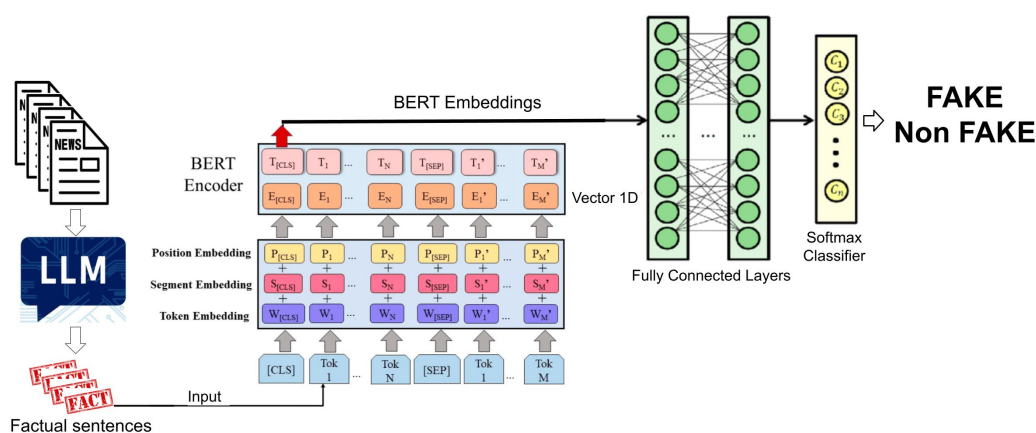 NEWS
LLM
FACT
FACT
FACT
FACT
Factual sentences
Input
BERT Embeddings
BERT
Encoder
T[CLS] T1 ... TN T[SEP] T1' ... TM'
E[CLS] E1 ... EN E[SEP] E1' ... EM'
Vector 1D
Position Embedding P[CLS] P1 ... PN P[SEP] P1' ... PM'
+ + + + + +
Segment Embedding S[CLS] S1 ... SN S[SEP] S1' ... SM'
+ + + + + +
Token Embedding W[CLS] W1 ... WN W[SEP] W1' ... WM'
[CLS] Tok 1 ... Tok N [SEP] Tok 1 ... Tok M
... ... ...
Fully Connected Layers
C1
C2
C3
Cn
Softmax
Classifier
FAKE
Non FAKE